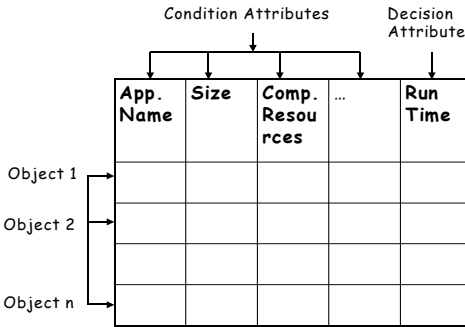 Condition Attributes
Decision
Attribute
App.
Name
Size
Comp.
Resou
rces
...
Run
Time
Object 1
Object 2
Object n